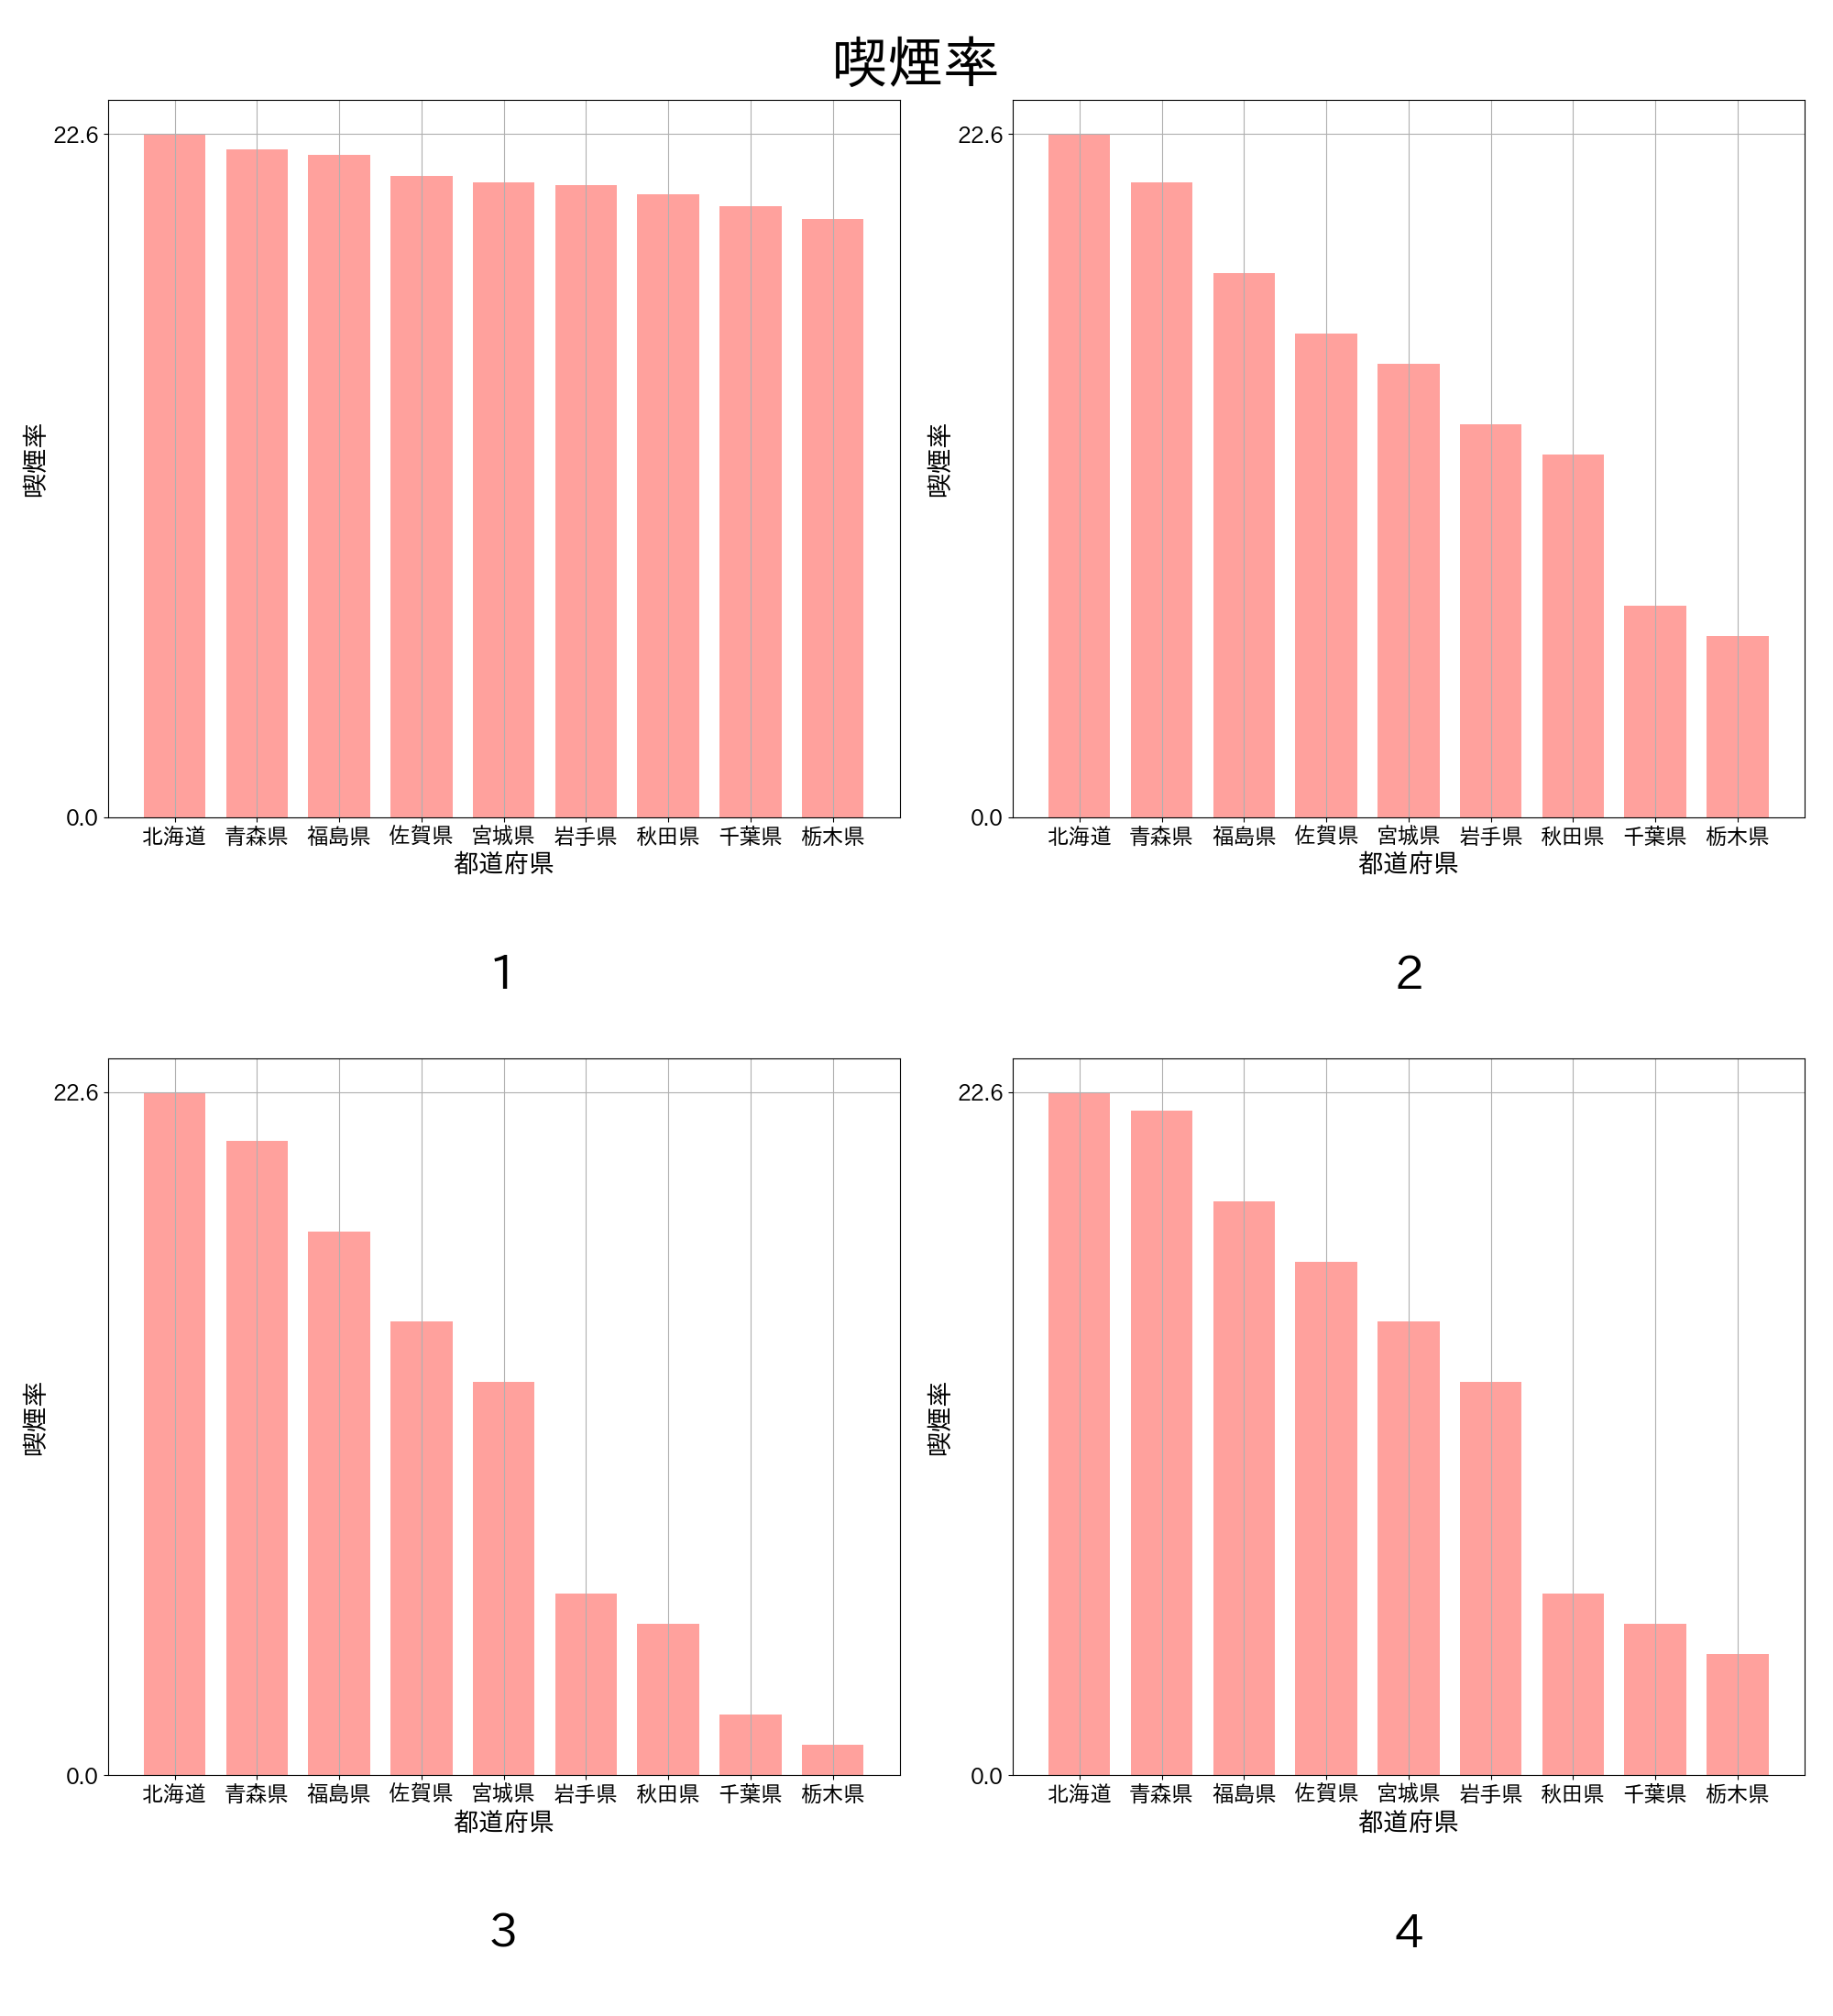 喫煙率
22.6
0.0
喫煙率
北海道 青森県 福島県 佐賀県 宮城県 岩手県 秋田県 千葉県 栃木県
都道府県
1
22.6
0.0
喫煙率
北海道 青森県 福島県 佐賀県 宮城県 岩手県 秋田県 千葉県 栃木県
都道府県
2
22.6
0.0
喫煙率
北海道 青森県 福島県 佐賀県 宮城県 岩手県 秋田県 千葉県 栃木県
都道府県
3
22.6
0.0
喫煙率
北海道 青森県 福島県 佐賀県 宮城県 岩手県 秋田県 千葉県 栃木県
都道府県
4